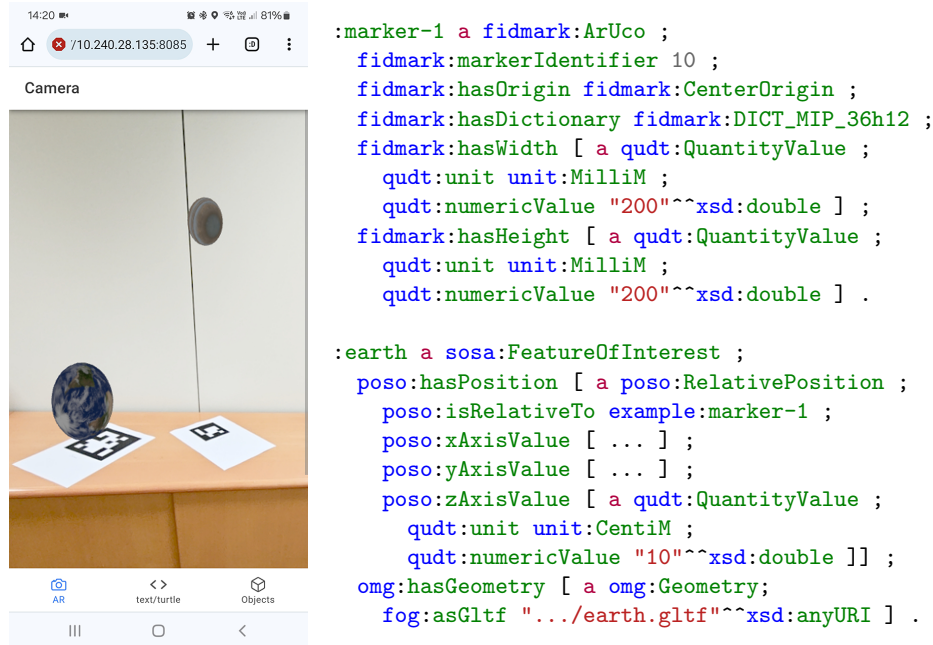 14:20
81%
/10.240.28.135:8085
:D
Camera
AR
text/turtle
Objects
:marker-1 a fidmark:ArUco ;
fidmark:markerIdentifier 10 ;
fidmark:hasOrigin fidmark:CenterOrigin ;
fidmark:hasDictionary fidmark:DICT_MIP_36h12 ;
fidmark:hasWidth [ a qudt:QuantityValue ;
qudt:unit unit:MilliM ;
qudt:numericValue "200"^^xsd:double ] ;
fidmark:hasHeight [ a qudt:QuantityValue ;
qudt:unit unit:MilliM ;
qudt:numericValue "200"^^xsd:double ] .
:earth a sosa:FeatureOfInterest ;
poso:hasPosition [ a poso:RelativePosition ;
poso:isRelativeTo example:marker-1 ;
poso:xAxisValue [ ... ] ;
poso:yAxisValue [ ... ] ;
poso:zAxisValue [ a qudt:QuantityValue ;
qudt:unit unit:CentiM ;
qudt:numericValue "10"^^xsd:double ]] ;
omg:hasGeometry [ a omg:Geometry;
fog:asGltf ".../earth.gltf"^^xsd:anyURI ] .